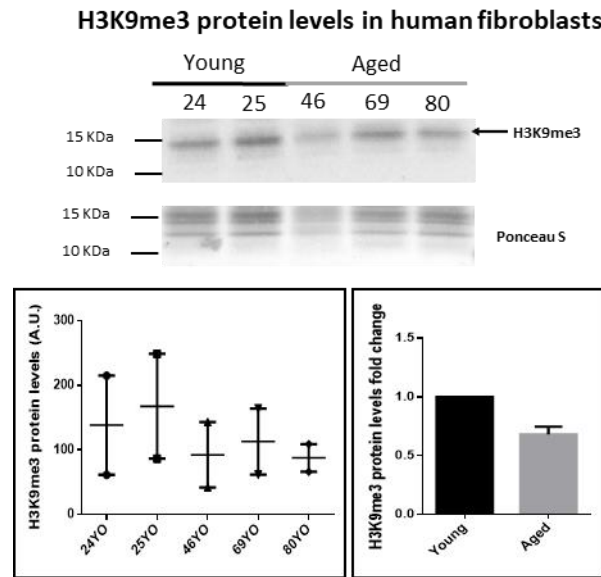 H3K9me3 protein levels in human fibroblasts
Young Aged
24 25 46 69 80
15 KDa
H3K9me3
10 KDa
15 KDa
Ponceau S
10 KDa
H3K9me3 protein levels (A.U.)
300
200
100
0
24YO 25YO 46YO 69YO 80YO
H3K9me3 protein levels fold change
1.5
1.0
0.5
0.0
Young Aged